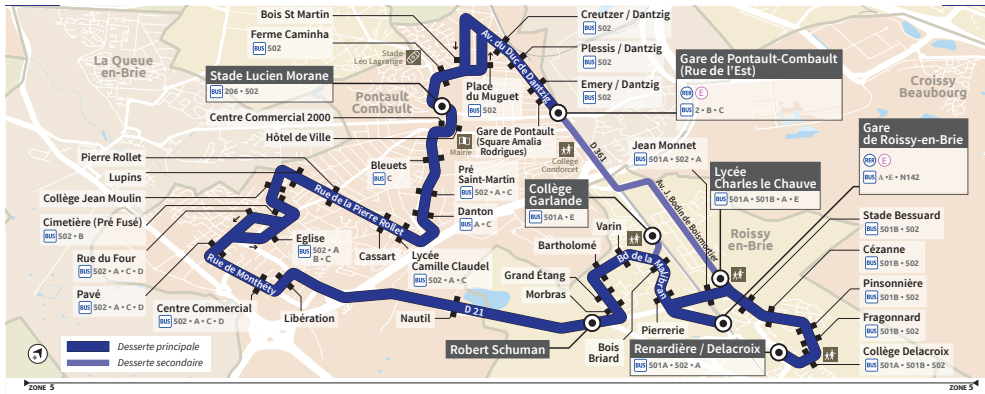 Bois St Martin
Ferme Caminha
BUS 502
Stade Lucien Morane
BUS 206 • 502
Centre Commercial 2000
Hôtel de Ville
La Queue
en-Brie
Stade
Léo Lagrange
Pontault
Combault
Av. du Duc de Dantzig
Place
du Muguet
BUS 502
Mairie
Gare de Pontault
(Square Amalia
Rodrigues)
Creutzer / Dantzig
BUS 502
Plessis / Dantzig
BUS 502
Emery / Dantzig
BUS 502
Gare de Pontault-Combault
(Rue de l'Est)
RER E
BUS 2 • B • C
Croissy
Beaubourg
Collège
Condorcet
D 361
Jean Monnet
BUS 501A • 502 • A
Av. J. Bodin de Boismortier
Gare
de Roissy-en-Brie
RER E
BUS A • E • N142
Lycée
Charles le Chauve
BUS 501A • 501B • A • E
Roissy
en-Brie
Stade Bessuard
BUS 501B • 502
Cézanne
BUS 501B • 502
Pinsonnière
BUS 501B • 502
Fragonnard
BUS 501B • 502
Collège Delacroix
BUS 501A • 501B • 502
Pierre Rollet
Lupins
Collège Jean Moulin
Cimetière (Pré Fusé)
BUS 502 • B
Rue du Four
BUS 502 • A • C • D
Pavé
BUS 502 • A • C • D
Centre Commercial
BUS 502 • A • C • D
Rue de la Pierre Rollet
Rue de Monthéty
Eglise
BUS 502 • A
B • C
Cassart
Libération
Bleuets
BUS C
Pré
Saint-Martin
BUS 502 • A • C
Danton
BUS A • C
Lycée
Camille Claudel
BUS 502 • A • C
Nautil
D 21
Robert Schuman
Collège
Garlande
BUS 501A • E
Varin
Bartholomé
Grand Étang
Morbras
Bd de la Malibran
Bois
Briard
Pierrerie
Renardière / Delacroix
BUS 501A • 502 • A
Desserte principale
Desserte secondaire
ZONE 5
ZONE 5